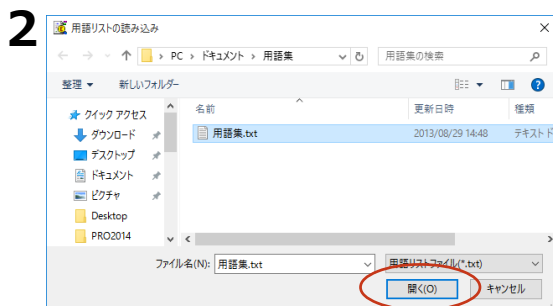 2
用語リストの読み込み
PC › ドキュメント › 用語集
用語集の検索
整理 新しいフォルダー
名前 更新日時 種類
クイック アクセス
用語集.txt 2013/08/29 14:48 テキスト ド
ダウンロード
デスクトップ
ドキュメント
ピクチャ
Desktop
PRO2014
ファイル名(N): 用語集.txt 用語リストファイル(*.txt)
開く(O) キャンセル